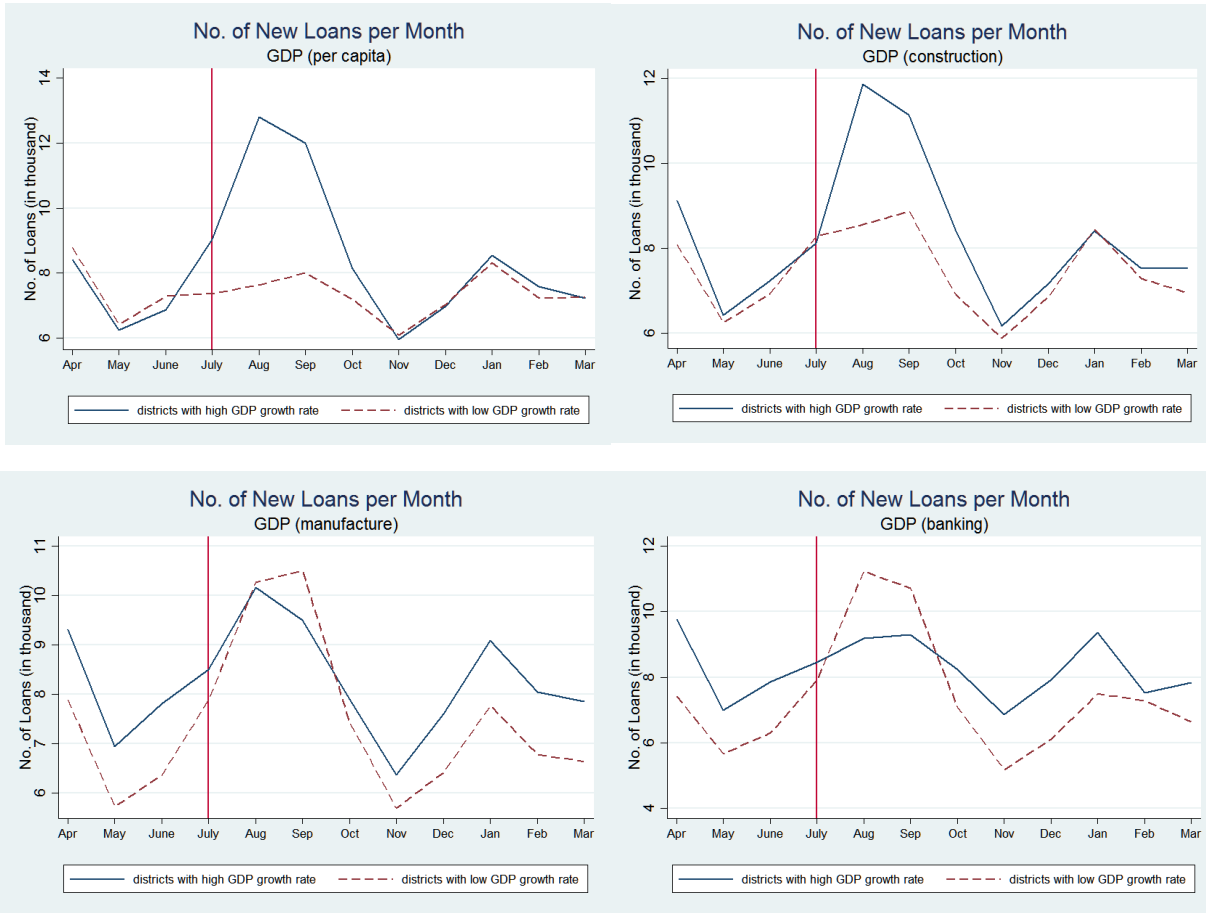 No. of New Loans per Month
GDP (per capita)
No. of Loans (in thousand)
14
12
10
8
6
Apr May June July Aug Sep Oct Nov Dec Jan Feb Mar
districts with high GDP growth rate districts with low GDP growth rate
No. of New Loans per Month
GDP (construction)
No. of Loans (in thousand)
12
10
8
6
Apr May June July Aug Sep Oct Nov Dec Jan Feb Mar
districts with high GDP growth rate districts with low GDP growth rate
No. of New Loans per Month
GDP (manufacture)
No. of Loans (in thousand)
11
10
9
8
7
6
Apr May June July Aug Sep Oct Nov Dec Jan Feb Mar
districts with high GDP growth rate districts with low GDP growth rate
No. of New Loans per Month
GDP (banking)
No. of Loans (in thousand)
12
10
8
6
4
Apr May June July Aug Sep Oct Nov Dec Jan Feb Mar
districts with high GDP growth rate districts with low GDP growth rate